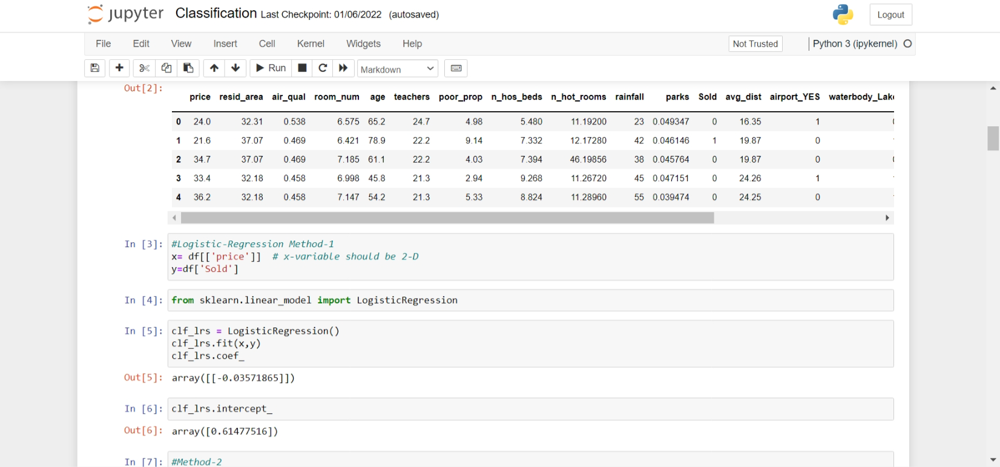 jupyter Classification Last Checkpoint: 01/06/2022 (autosaved) Logout
File Edit View Insert Cell Kernel Widgets Help Not Trusted Python 3 (ipykernel)
Run Markdown
Out[2]:
price resid_area air_qual room_num age teachers poor_prop n_hos_beds n_hot_rooms rainfall parks Sold avg_dist airport_YES waterbody_Lake
0 24.0 32.31 0.538 6.575 65.2 24.7 4.98 5.480 11.19200 23 0.049347 0 16.35 1
1 21.6 37.07 0.469 6.421 78.9 22.2 9.14 7.332 12.17280 42 0.046146 1 19.87 0
2 34.7 37.07 0.469 7.185 61.1 22.2 4.03 7.394 46.19856 38 0.045764 0 19.87 0
3 33.4 32.18 0.458 6.998 45.8 21.3 2.94 9.268 11.26720 45 0.047151 0 24.26 1
4 36.2 32.18 0.458 7.147 54.2 21.3 5.33 8.824 11.28960 55 0.039474 0 24.25 0
In [3]: #Logistic-Regression Method-1
x= df[['price']] # x-variable should be 2-D
y=df['Sold']
In [4]: from sklearn.linear_model import LogisticRegression
In [5]: clf_lrs = LogisticRegression()
clf_lrs.fit(x,y)
clf_lrs.coef_
Out[5]: array([[-0.03571865]])
In [6]: clf_lrs.intercept_
Out[6]: array([0.61477516])
In [7]: #Method-2